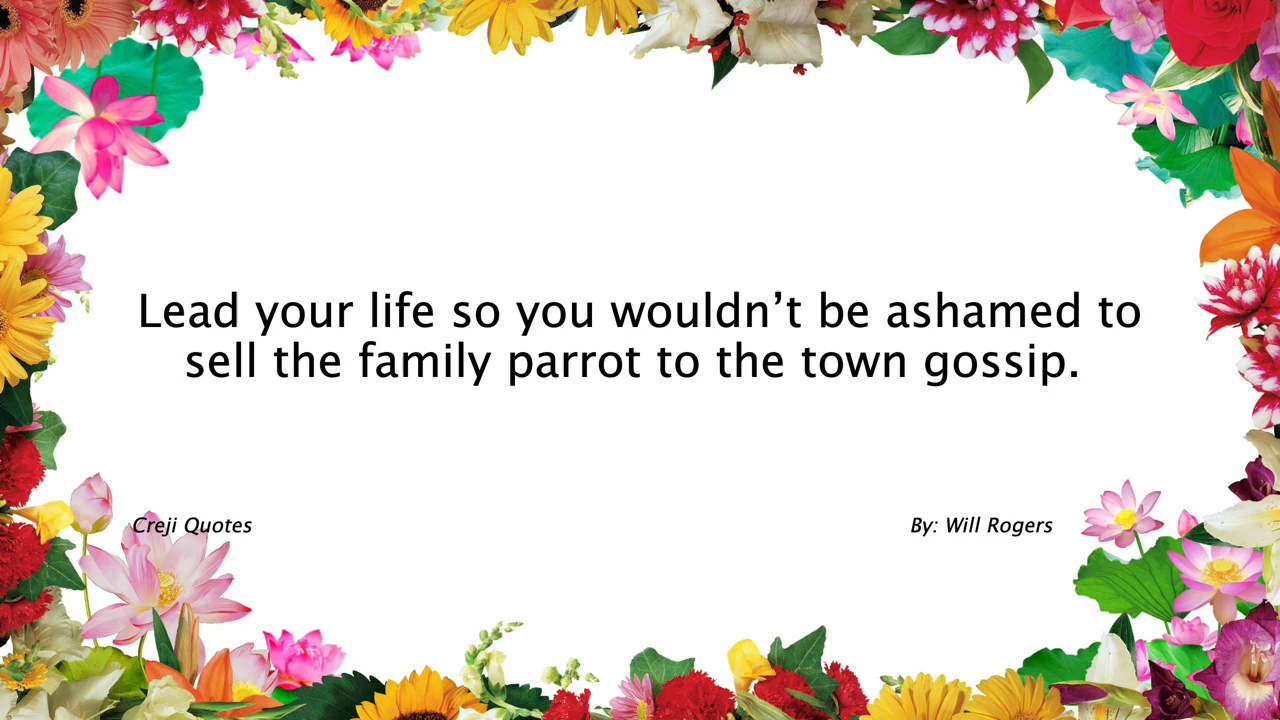 Lead your life so you wouldn’t be ashamed to
sell the family parrot to the town gossip.
Creji Quotes
By: Will Rogers